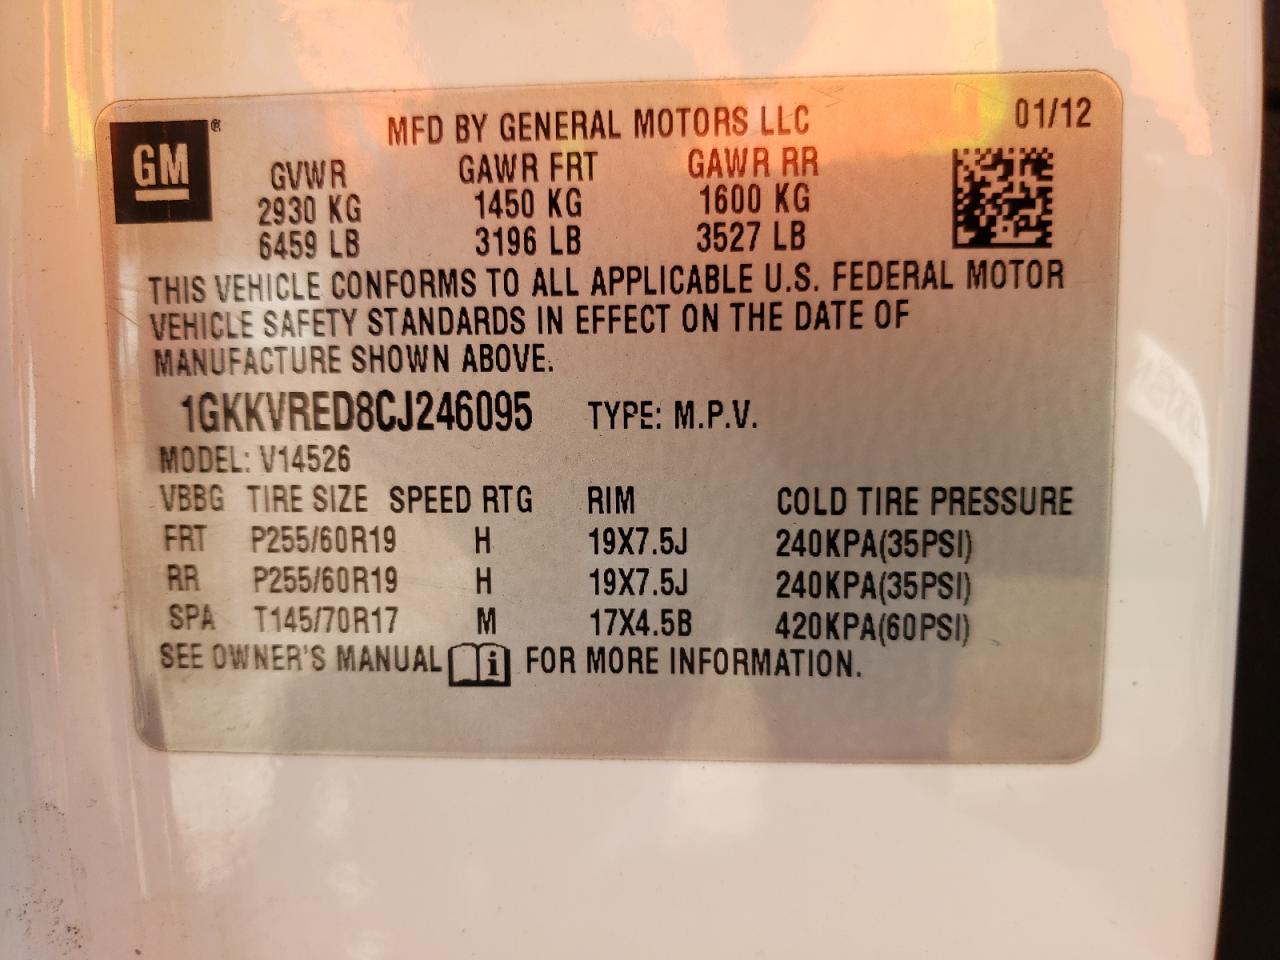 GM ®
MFD BY GENERAL MOTORS LLC 01/12
GVWR GAWR FRT GAWR RR
2930 KG 1450 KG 1600 KG
6459 LB 3196 LB 3527 LB
THIS VEHICLE CONFORMS TO ALL APPLICABLE U.S. FEDERAL MOTOR
VEHICLE SAFETY STANDARDS IN EFFECT ON THE DATE OF
MANUFACTURE SHOWN ABOVE.
1GKKVRED8CJ246095 TYPE: M.P.V.
MODEL: V14526
VBBG TIRE SIZE SPEED RTG RIM COLD TIRE PRESSURE
FRT P255/60R19 H 19X7.5J 240KPA(35PSI)
RR P255/60R19 H 19X7.5J 240KPA(35PSI)
SPA T145/70R17 M 17X4.5B 420KPA(60PSI)
SEE OWNER'S MANUAL i FOR MORE INFORMATION.